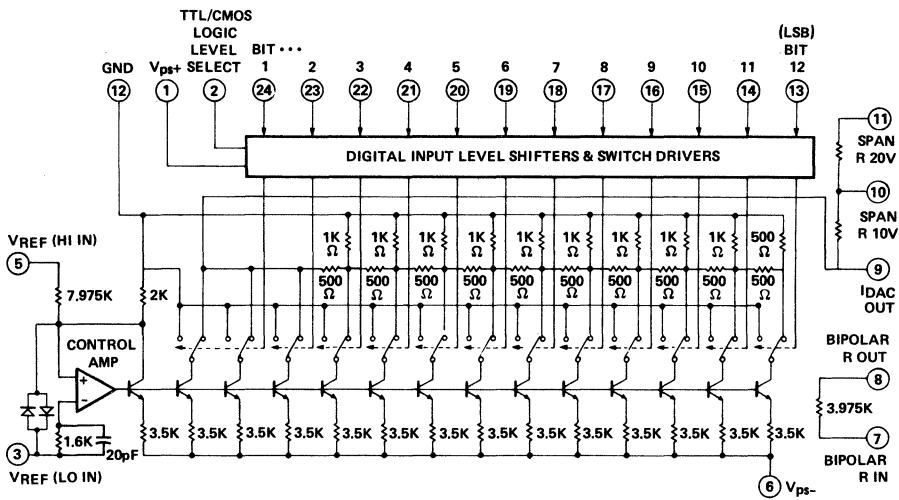 TTL/CMOS
LOGIC
LEVEL
SELECT
GND
Vps+
BIT •••
(LSB)
BIT
1 2 3 4 5 6 7 8 9 10 11 12
12 1 2 24 23 22 21 20 19 18 17 16 15 14 13
DIGITAL INPUT LEVEL SHIFTERS & SWITCH DRIVERS
11
SPAN
R 20V
10
SPAN
R 10V
9
IDAC
OUT
VREF (HI IN)
5
7.975K
2K
1K Ω 1K Ω 1K Ω 1K Ω 1K Ω 1K Ω 1K Ω 1K Ω 1K Ω 500 Ω
500 Ω 500 Ω 500 Ω 500 Ω 500 Ω 500 Ω 500 Ω 500 Ω 500 Ω 500 Ω
CONTROL
AMP
+
−
1.6K
20pF
3
VREF (LO IN)
3.5K 3.5K 3.5K 3.5K 3.5K 3.5K 3.5K 3.5K 3.5K 3.5K 3.5K 3.5K 3.5K 3.5K
6 Vps−
BIPOLAR
R OUT
8
3.975K
7
BIPOLAR
R IN